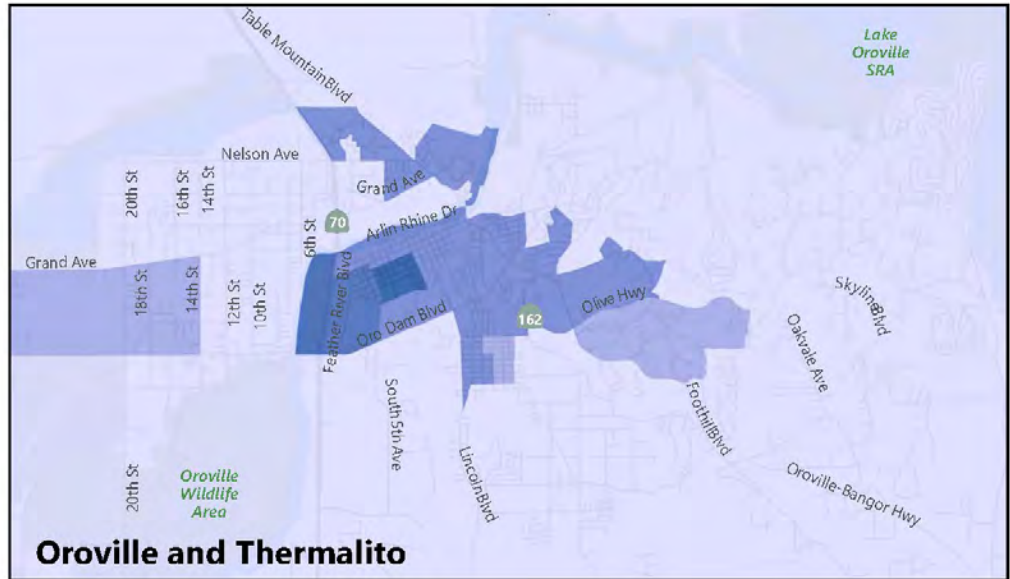 Table Mountain Blvd
Lake
Oroville
SRA
Nelson Ave
20th St
16th St
14th St
Grand Ave
6th St
70
Arlin Rhine Dr
Grand Ave
18th St
14th St
12th St
10th St
Feather River Blvd
Oro Dam Blvd
162
Olive Hwy
Skyline Blvd
Oakvale Ave
South 5th Ave
Lincoln Blvd
Foothill Blvd
Oroville-Bangor Hwy
20th St
Oroville
Wildlife
Area
Oroville and Thermalito